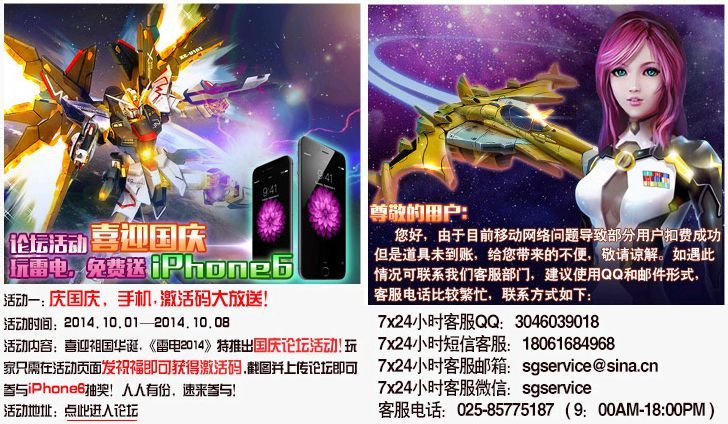 论坛活动 喜迎国庆
玩雷电，免费送 iPhone6
活动一：庆国庆，手机，激活码大放送！
活动时间：2014.10.01—2014.10.08
活动内容：喜迎祖国华诞，《雷电2014》特推出国庆论坛活动！玩
家只需在活动页面发祝福即可获得激活码，截图并上传论坛即可
参与iPhone6抽奖！人人有份，速来参与！
活动地址：点此进入论坛
尊敬的用户：
您好，由于目前移动网络问题导致部分用户扣费成功
但是道具未到账，给您带来的不便，敬请谅解。如遇此
情况可联系我们客服部门，建议使用QQ和邮件形式，
客服电话比较繁忙，联系方式如下：
7x24小时客服QQ：3046039018
7x24小时短信客服：18061684968
7x24小时客服邮箱：sgservice@sina.cn
7x24小时客服微信：sgservice
客服电话：025-85775187（9：00AM-18:00PM）